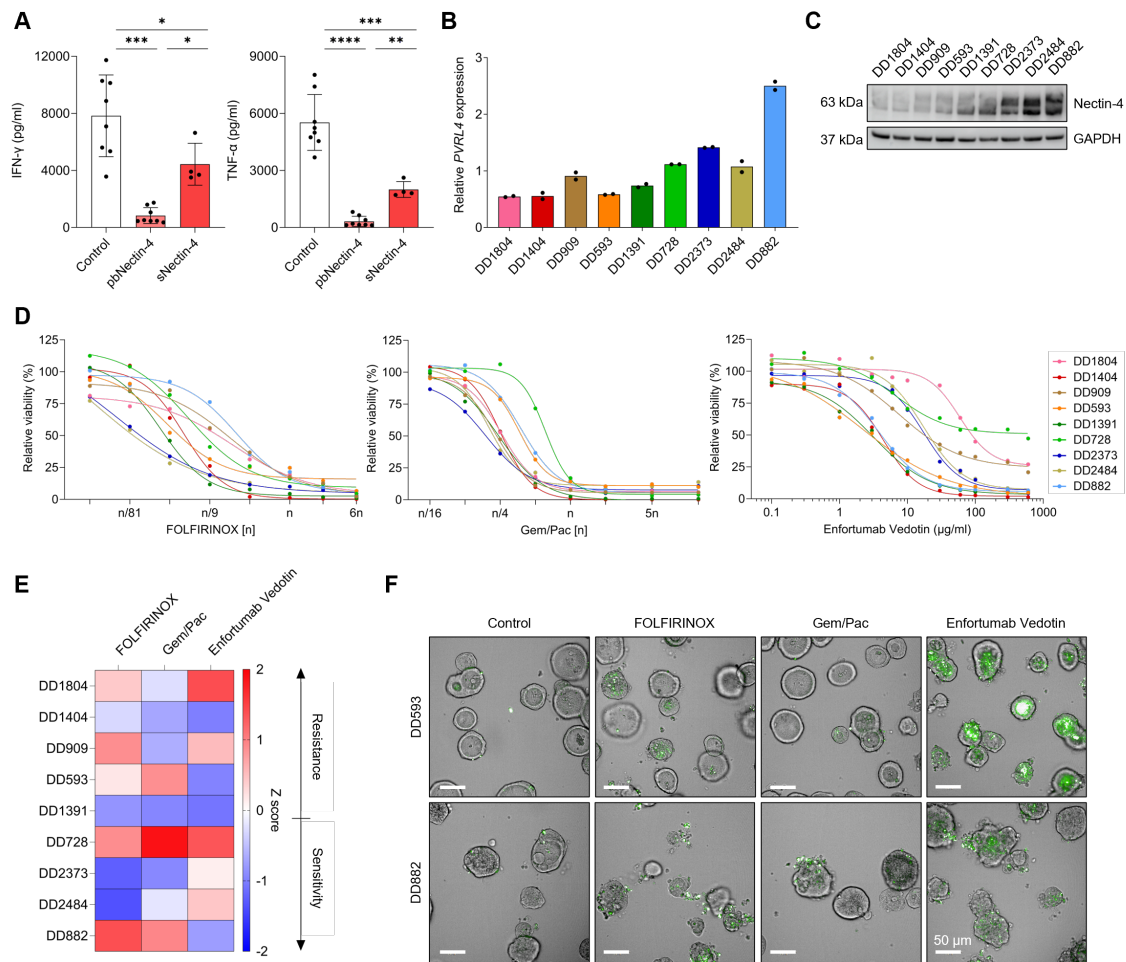 A
*
***
*
IFN-γ (pg/ml)
12000
8000
4000
0
Control
pbNectin-4
sNectin-4
***
****
**
TNF-α (pg/ml)
9000
6000
3000
0
Control
pbNectin-4
sNectin-4
B
Relative PVRL4 expression
3
2
1
0
DD1804
DD1404
DD909
DD593
DD1391
DD728
DD2373
DD2484
DD882
C
DD1804
DD1404
DD909
DD593
DD1391
DD728
DD2373
DD2484
DD882
63 kDa
Nectin-4
37 kDa
GAPDH
D
Relative viability (%)
125
100
75
50
25
0
n/81
n/9
n
6n
FOLFIRINOX [n]
Relative viability (%)
125
100
75
50
25
0
n/16
n/4
n
5n
Gem/Pac [n]
Relative viability (%)
125
100
75
50
25
0
0.1
1
10
100
1000
Enfortumab Vedotin (µg/ml)
DD1804
DD1404
DD909
DD593
DD1391
DD728
DD2373
DD2484
DD882
E
FOLFIRINOX
Gem/Pac
Enfortumab Vedotin
DD1804
DD1404
DD909
DD593
DD1391
DD728
DD2373
DD2484
DD882
2
1
0
-1
-2
Z score
Resistance
Sensitivity
F
Control
FOLFIRINOX
Gem/Pac
Enfortumab Vedotin
DD593
DD882
50 µm